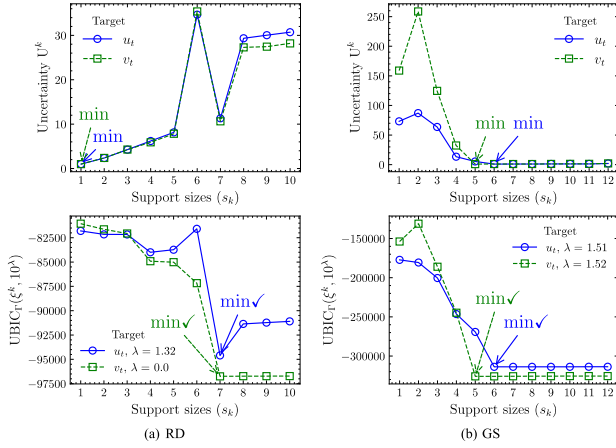 Uncertainty U^k
30
20
10
0
Target
u_t
v_t
min
min
1 2 3 4 5 6 7 8 9 10
Support sizes (s_k)
Uncertainty U^k
250
200
150
100
50
0
Target
u_t
v_t
min
min
1 2 3 4 5 6 7 8 9 10 11 12
Support sizes (s_k)
UBIC_Γ(ξ^k, 10^λ)
−82500
−85000
−87500
−90000
−92500
−95000
−97500
min✓
min✓
Target
u_t, λ = 1.32
v_t, λ = 0.0
1 2 3 4 5 6 7 8 9 10
Support sizes (s_k)
(a) RD
UBIC_Γ(ξ^k, 10^λ)
−150000
−200000
−250000
−300000
Target
u_t, λ = 1.51
v_t, λ = 1.52
min✓
min✓
1 2 3 4 5 6 7 8 9 10 11 12
Support sizes (s_k)
(b) GS